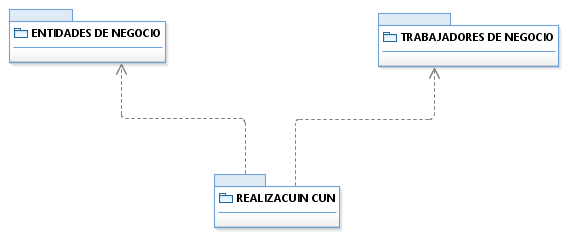 ENTIDADES DE NEGOCIO
TRABAJADORES DE NEGOCIO
REALIZACUIN CUN